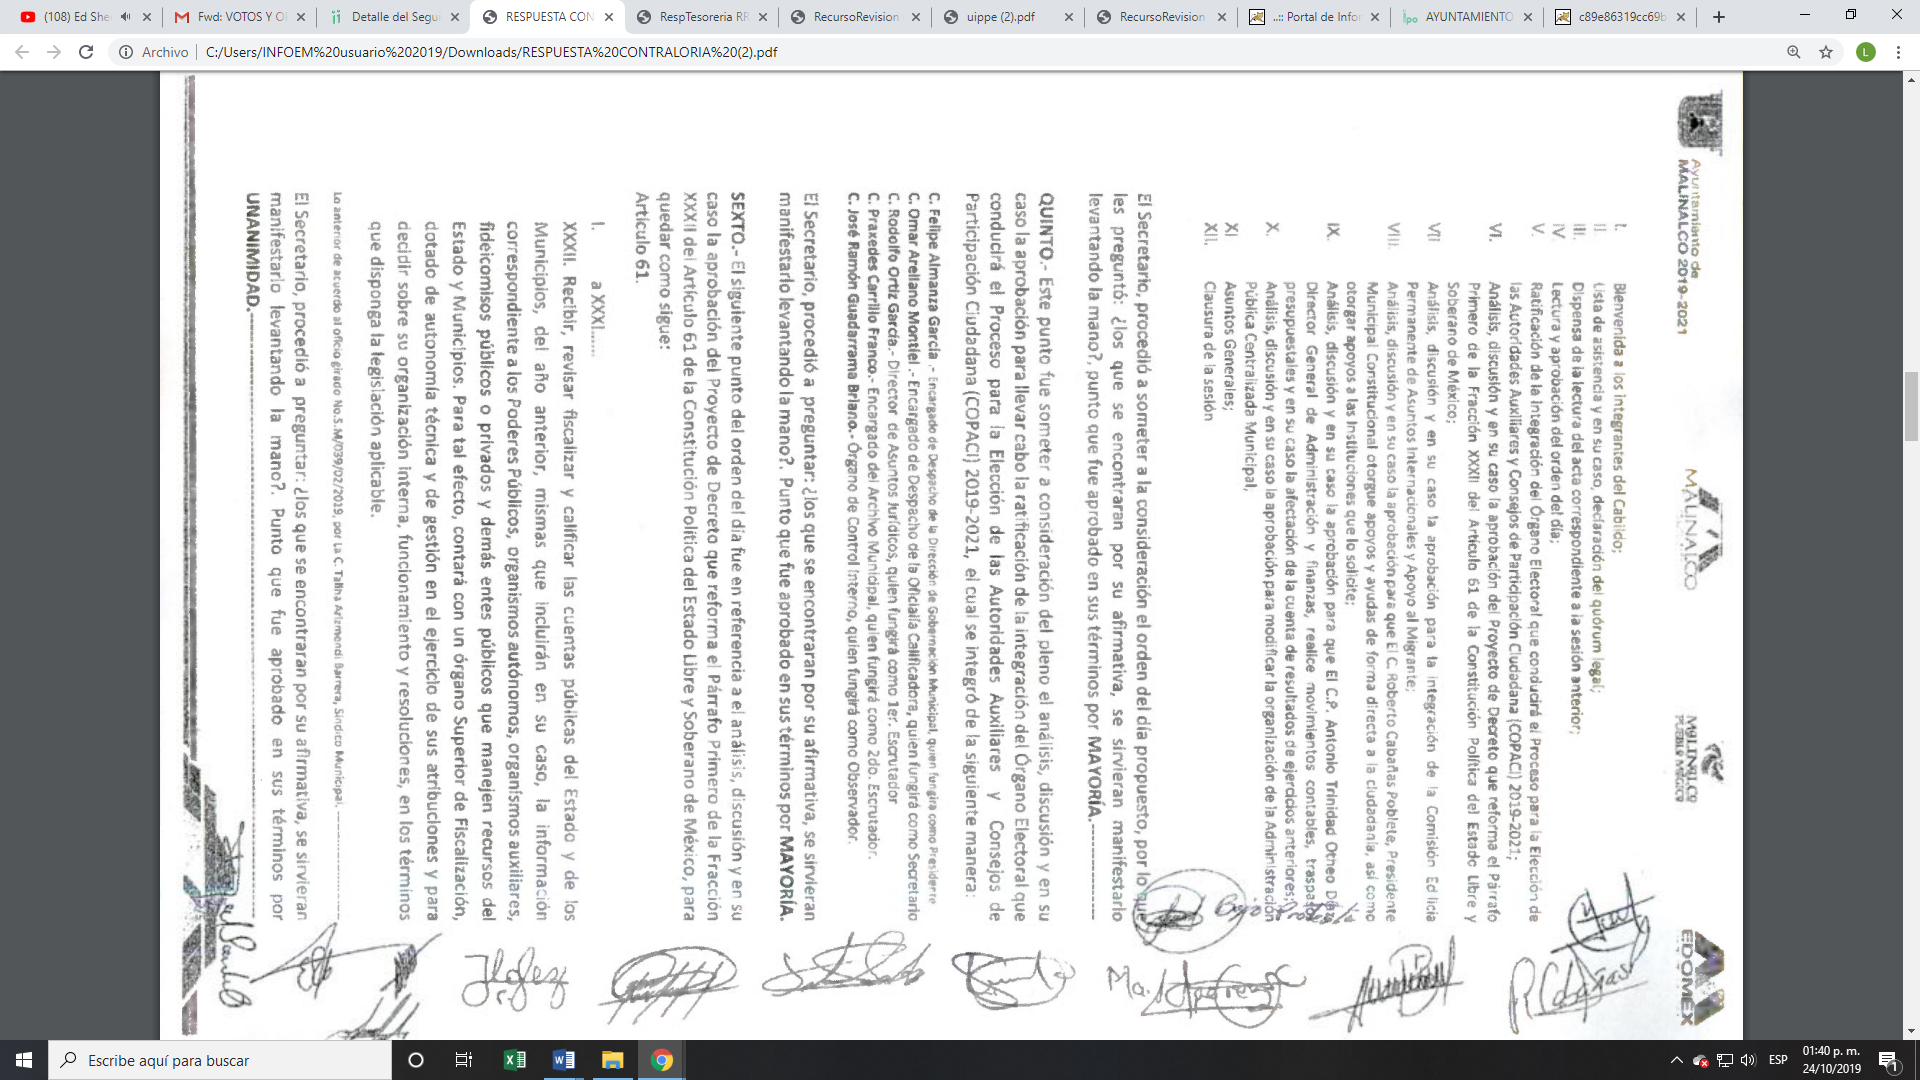 (108) Ed She
Fwd: VOTOS Y O
Detalle del Segu
RESPUESTA CON
RespTesoreria RR
RecursoRevision
uippe (2).pdf
RecursoRevision
..:: Portal de Infor
AYUNTAMIENTO
c89e86319cc69b
Archivo
C:/Users/INFOEM%20usuario%202019/Downloads/RESPUESTA%20CONTRALORIA%20(2).pdf
L
Ayuntamiento de
MALINALCO 2019-2021
MALINALCO
MALINALCO
PUEBLO MÁGICO
EDOMÉX
I. Bienvenida a los integrantes del Cabildo;
II. Lista de asistencia y en su caso, declaración del quórum legal;
III. Dispensa de la lectura del acta correspondiente a la sesión anterior;
IV. Lectura y aprobación del orden del día;
V. Ratificación de la Integración del Órgano Electoral que conducirá el Proceso para la Elección de
las Autoridades Auxiliares y Consejos de Participación Ciudadana (COPACI) 2019-2021;
VI. Análisis, discusión y en su caso la aprobación del Proyecto de Decreto que reforma el Párrafo
Primero de la Fracción XXXII del Artículo 61 de la Constitución Política del Estado Libre y
Soberano de México;
VII Análisis, discusión y en su caso la aprobación para la integración de la Comisión Edilicia
Permanente de Asuntos Internacionales y Apoyo al Migrante;
VIII. Análisis, discusión y en su caso la aprobación para que El C. Roberto Cabañas Poblete, Presidente
Municipal Constitucional otorgue apoyos y ayudas de forma directa a la ciudadanía, así como
otorgar apoyos a las Instituciones que lo solicite;
IX. Análisis, discusión y en su caso la aprobación para que El C.P. Antonio Trinidad Otheo Díaz
Director General de Administración y finanzas, realice movimientos contables, traspasos
presupuestales y en su caso la afectación de la cuenta de resultados de ejercicios anteriores;
X. Análisis, discusión y en su caso la aprobación para modificar la organización de la Administración
Pública Centralizada Municipal,
XI Asuntos Generales;
XII. Clausura de la sesión
El Secretario, procedió a someter a la consideración el orden del día propuesto, por lo que
les preguntó: ¿los que se encontraran por su afirmativa, se sirvieran manifestarlo
levantando la mano?, punto que fue aprobado en sus términos por MAYORÍA.----------
QUINTO.- Este punto fue someter a consideración del pleno el análisis, discusión y en su
caso la aprobación para llevar cabo la ratificación de la integración del Órgano Electoral que
conducirá el Proceso para la Elección de las Autoridades Auxiliares y Consejos de
Participación Ciudadana (COPACI) 2019-2021, el cual se integró de la siguiente manera:
C. Felipe Almanza García .- Encargado de Despacho de la Dirección de Gobernación Municipal, quien fungira como Presidente
C. Omar Arellano Montiel .- Encargado de Despacho de la Oficialía Calificadora, quien fungirá como Secretario
C. Rodolfo Ortiz García.- Director de Asuntos Jurídicos, quien fungirá como 1er. Escrutador
C. Praxedes Carrillo Franco.- Encargado del Archivo Municipal, quien fungirá como 2do. Escrutador.
C. José Ramón Guadarrama Briano.- Órgano de Control Interno, quien fungirá como Observador.
El Secretario, procedió a preguntar: ¿los que se encontraran por su afirmativa, se sirvieran
manifestarlo levantando la mano?. Punto que fue aprobado en sus términos por MAYORÍA.
SEXTO.- El siguiente punto del orden del día fue en referencia a el análisis, discusión y en su
caso la aprobación del Proyecto de Decreto que reforma el Párrafo Primero de la Fracción
XXXII del Artículo 61 de la Constitución Política del Estado Libre y Soberano de México, para
quedar como sigue:
Artículo 61.
I. a XXXI.......
XXXII. Recibir, revisar fiscalizar y calificar las cuentas públicas del Estado y de los
Municipios, del año anterior, mismas que incluirán en su caso, la información
correspondiente a los Poderes Públicos, organismos autónomos, organismos auxiliares,
fideicomisos públicos o privados y demás entes públicos que manejen recursos del
Estado y Municipios. Para tal efecto, contará con un órgano Superior de Fiscalización,
dotado de autonomía técnica y de gestión en el ejercicio de sus atribuciones y para
decidir sobre su organización interna, funcionamiento y resoluciones, en los términos
que disponga la legislación aplicable.
Lo anterior de acuerdo al oficio girado No.S.M/039/02/2019, por La C. Talina Arizmendi Barrera, Síndico Municipal.----------
El Secretario, procedió a preguntar: ¿los que se encontraran por su afirmativa, se sirvieran
manifestarlo levantando la mano?. Punto que fue aprobado en sus términos por
UNANIMIDAD.----------
Bajo Protesta
Escribe aquí para buscar
ESP
01:40 p. m.
24/10/2019
1